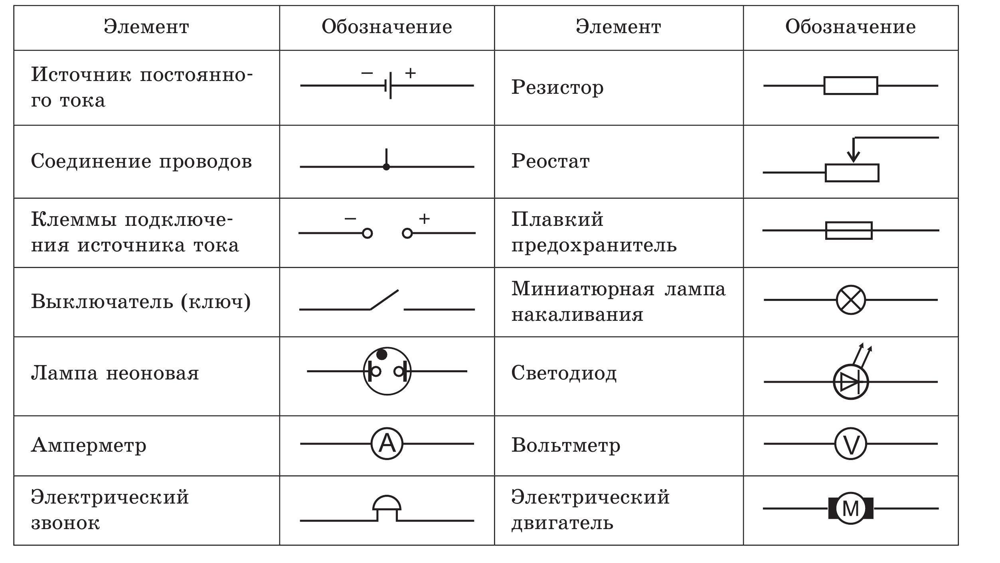 Элемент Обозначение Элемент Обозначение
Источник постоянно-
го тока
− +
Резистор
Соединение проводов
Реостат
Клеммы подключе-
ния источника тока
− +
Плавкий
предохранитель
Выключатель (ключ)
Миниатюрная лампа
накаливания
Лампа неоновая
Светодиод
Амперметр
A
Вольтметр
V
Электрический
звонок
Электрический
двигатель
M